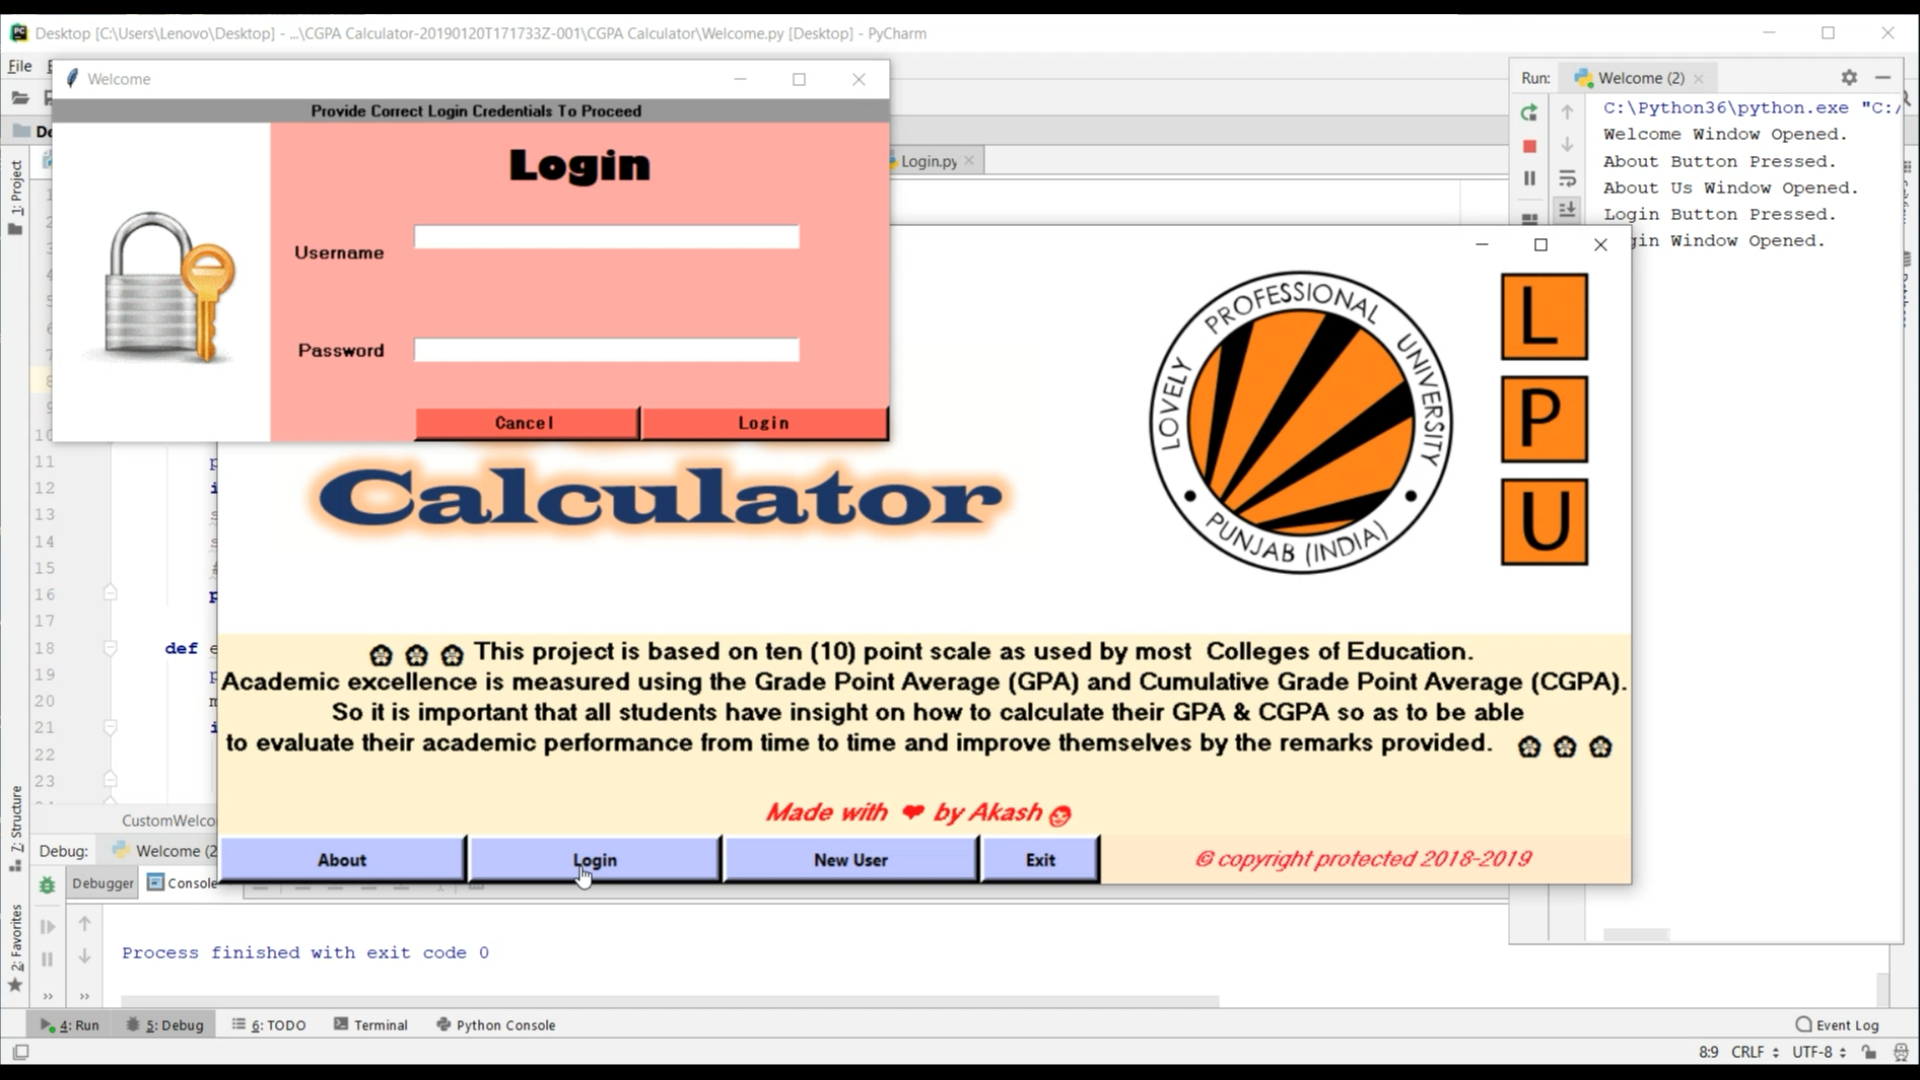 Desktop [C:\Users\Lenovo\Desktop] - ...\CGPA Calculator-20190120T171733Z-001\CGPA Calculator\Welcome.py [Desktop] - PyCharm
File
Welcome
Provide Correct Login Credentials To Proceed
Login
Username
Password
Cancel
Login
Login.py
Run:
Welcome (2)
C:\Python36\python.exe "C:/
Welcome Window Opened.
About Button Pressed.
About Us Window Opened.
Login Button Pressed.
gin Window Opened.
1: Project
Calculator
LOVELY PROFESSIONAL UNIVERSITY
PUNJAB (INDIA)
L
P
U
10
11
12
13
14
15
16
17
18
def
19
20
21
22
23
This project is based on ten (10) point scale as used by most  Colleges of Education.
Academic excellence is measured using the Grade Point Average (GPA) and Cumulative Grade Point Average (CGPA).
So it is important that all students have insight on how to calculate their GPA & CGPA so as to be able
to evaluate their academic performance from time to time and improve themselves by the remarks provided.
Made with ❤ by Akash
About
Login
New User
Exit
© copyright protected 2018-2019
CustomWelco
7: Structure
2: Favorites
Debug:
Welcome (2
Debugger
Console
Process finished with exit code 0
4: Run
5: Debug
6: TODO
Terminal
Python Console
Event Log
8:9
CRLF
UTF-8